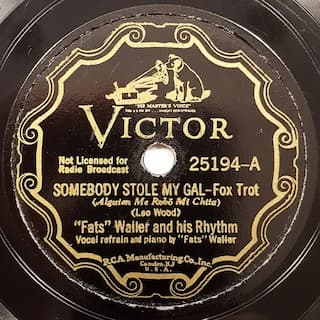 "HIS MASTER'S VOICE"
VICTOR
Not Licensed for
Radio Broadcast
25194-A
SOMEBODY STOLE MY GAL-Fox Trot
(Alguien Me Robó Mi Chita)
(Leo Wood)
"Fats" Waller and his Rhythm
Vocal refrain and piano by "Fats" Waller
RCA Manufacturing Co., Inc.
Camden, N.J.
U.S.A.